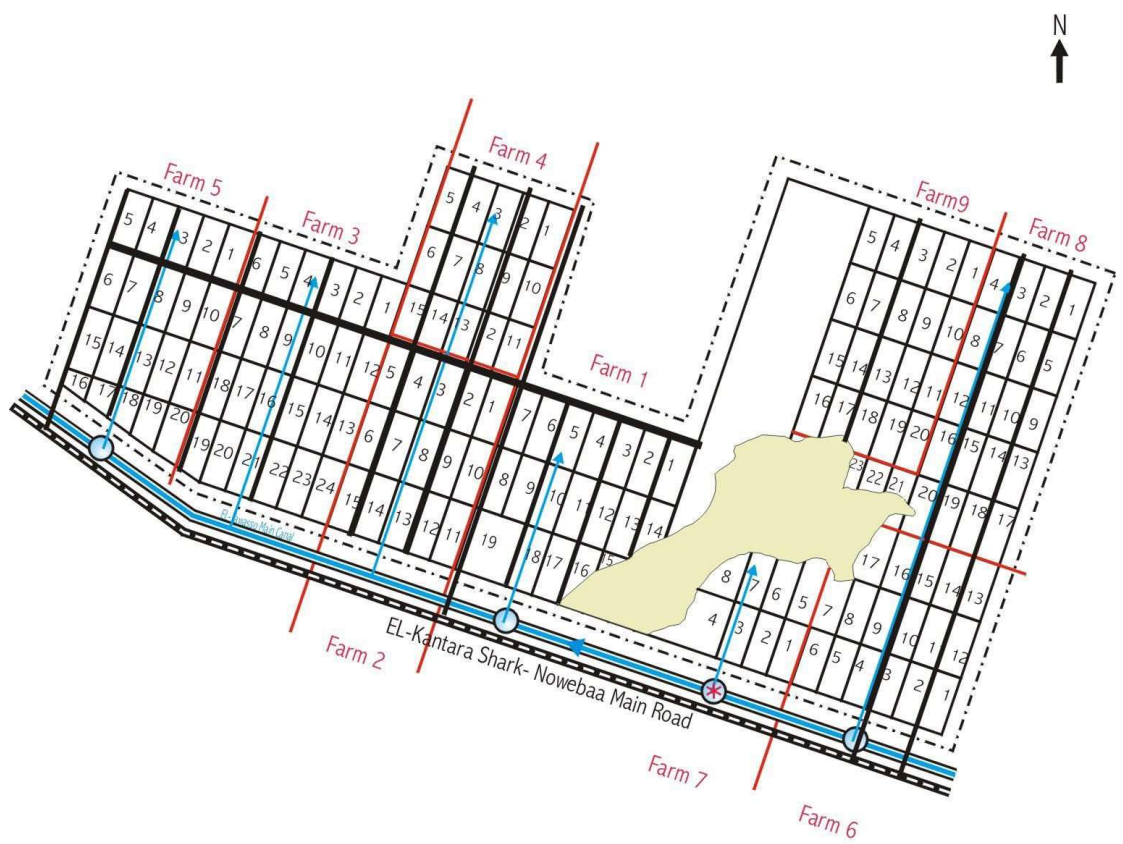 N
Farm 4
Farm 5
Farm 3
Farm9
Farm 8
5 4 3 2 1
6 7 8 9 10
15 14 13 2 11
5 4 3 2 1
6 7 8 9 10
15 14 13 12 11
16 17 18 19 20
6 5 4 3 2 1
7 8 9 10 11 12
18 17 16 15 14 13
19 20 21 22 23 24
5 4 3 2 1
6 7 8 9 10
15 14 13 12 11
Farm 1
7 6 5 4 3 2 1
8 9 10 11 12 13 14
19 18 17 16 15
5 4 3 2 1
6 7 8 9 10
15 14 13 12 11
16 17 18 19 20
23 22 21
4 3 2 1
8 7 6 5
12 11 10 9
16 15 14 13
20 19 18 17
8 7 6 5
4 3 2 1
17 16 15 14 13
7 8 9 10 1 12
6 5 4 3 2 1
Main Canal
EL-Kantara Shark- Nowebaa Main Road
Farm 2
Farm 7
Farm 6